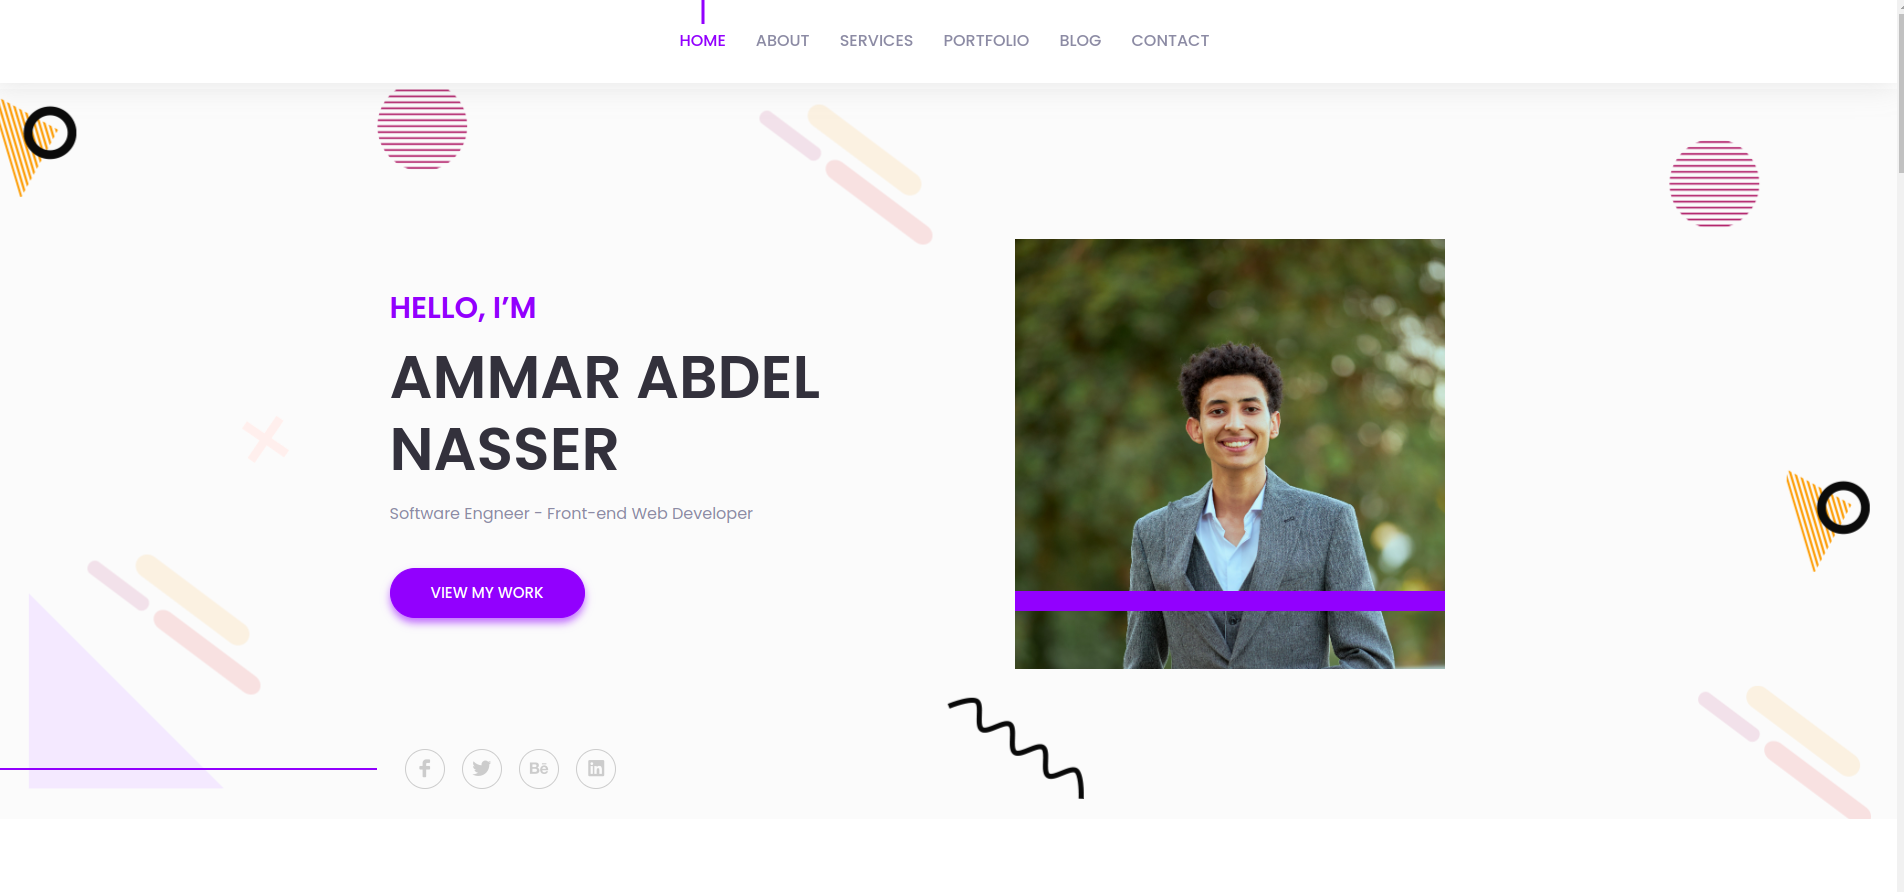 HOME ABOUT SERVICES PORTFOLIO BLOG CONTACT
HELLO, I’M
AMMAR ABDEL
NASSER
Software Engneer - Front-end Web Developer
VIEW MY WORK
Bē
in